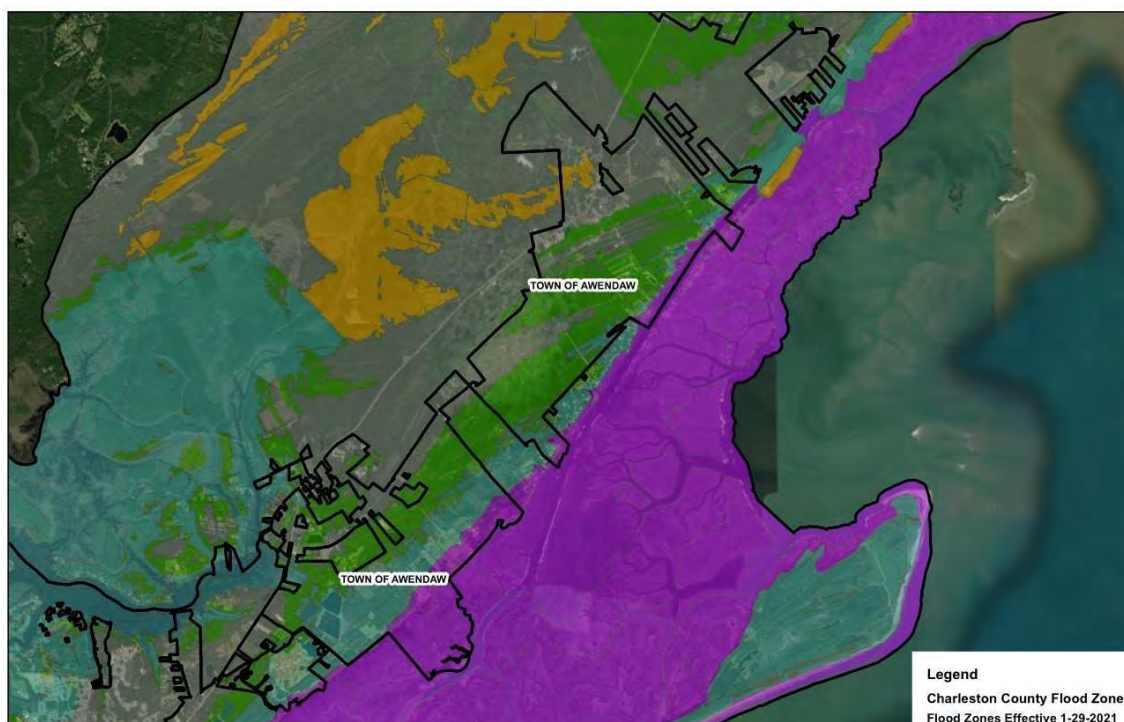 TOWN OF AWENDAW
TOWN OF AWENDAW
Legend
Charleston County Flood Zone
Flood Zones Effective 1-29-2021